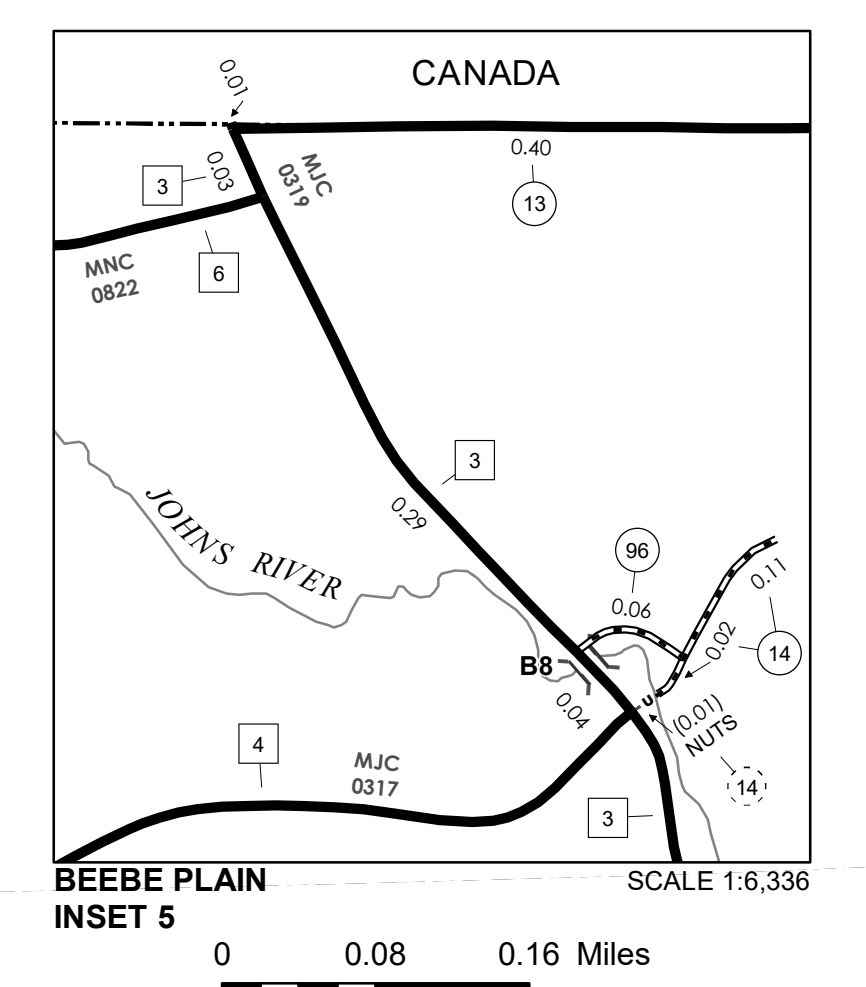 CANADA
0.01
0.40
13
3
0.03
MJC
0319
6
MNC
0822
3
0.29
JOHNS RIVER
96
0.06
0.11
0.02
14
B8
0.04
U
(0.01)
NUTS
14
4
MJC
0317
3
BEEBE PLAIN
SCALE 1:6,336
INSET 5
0 0.08 0.16 Miles